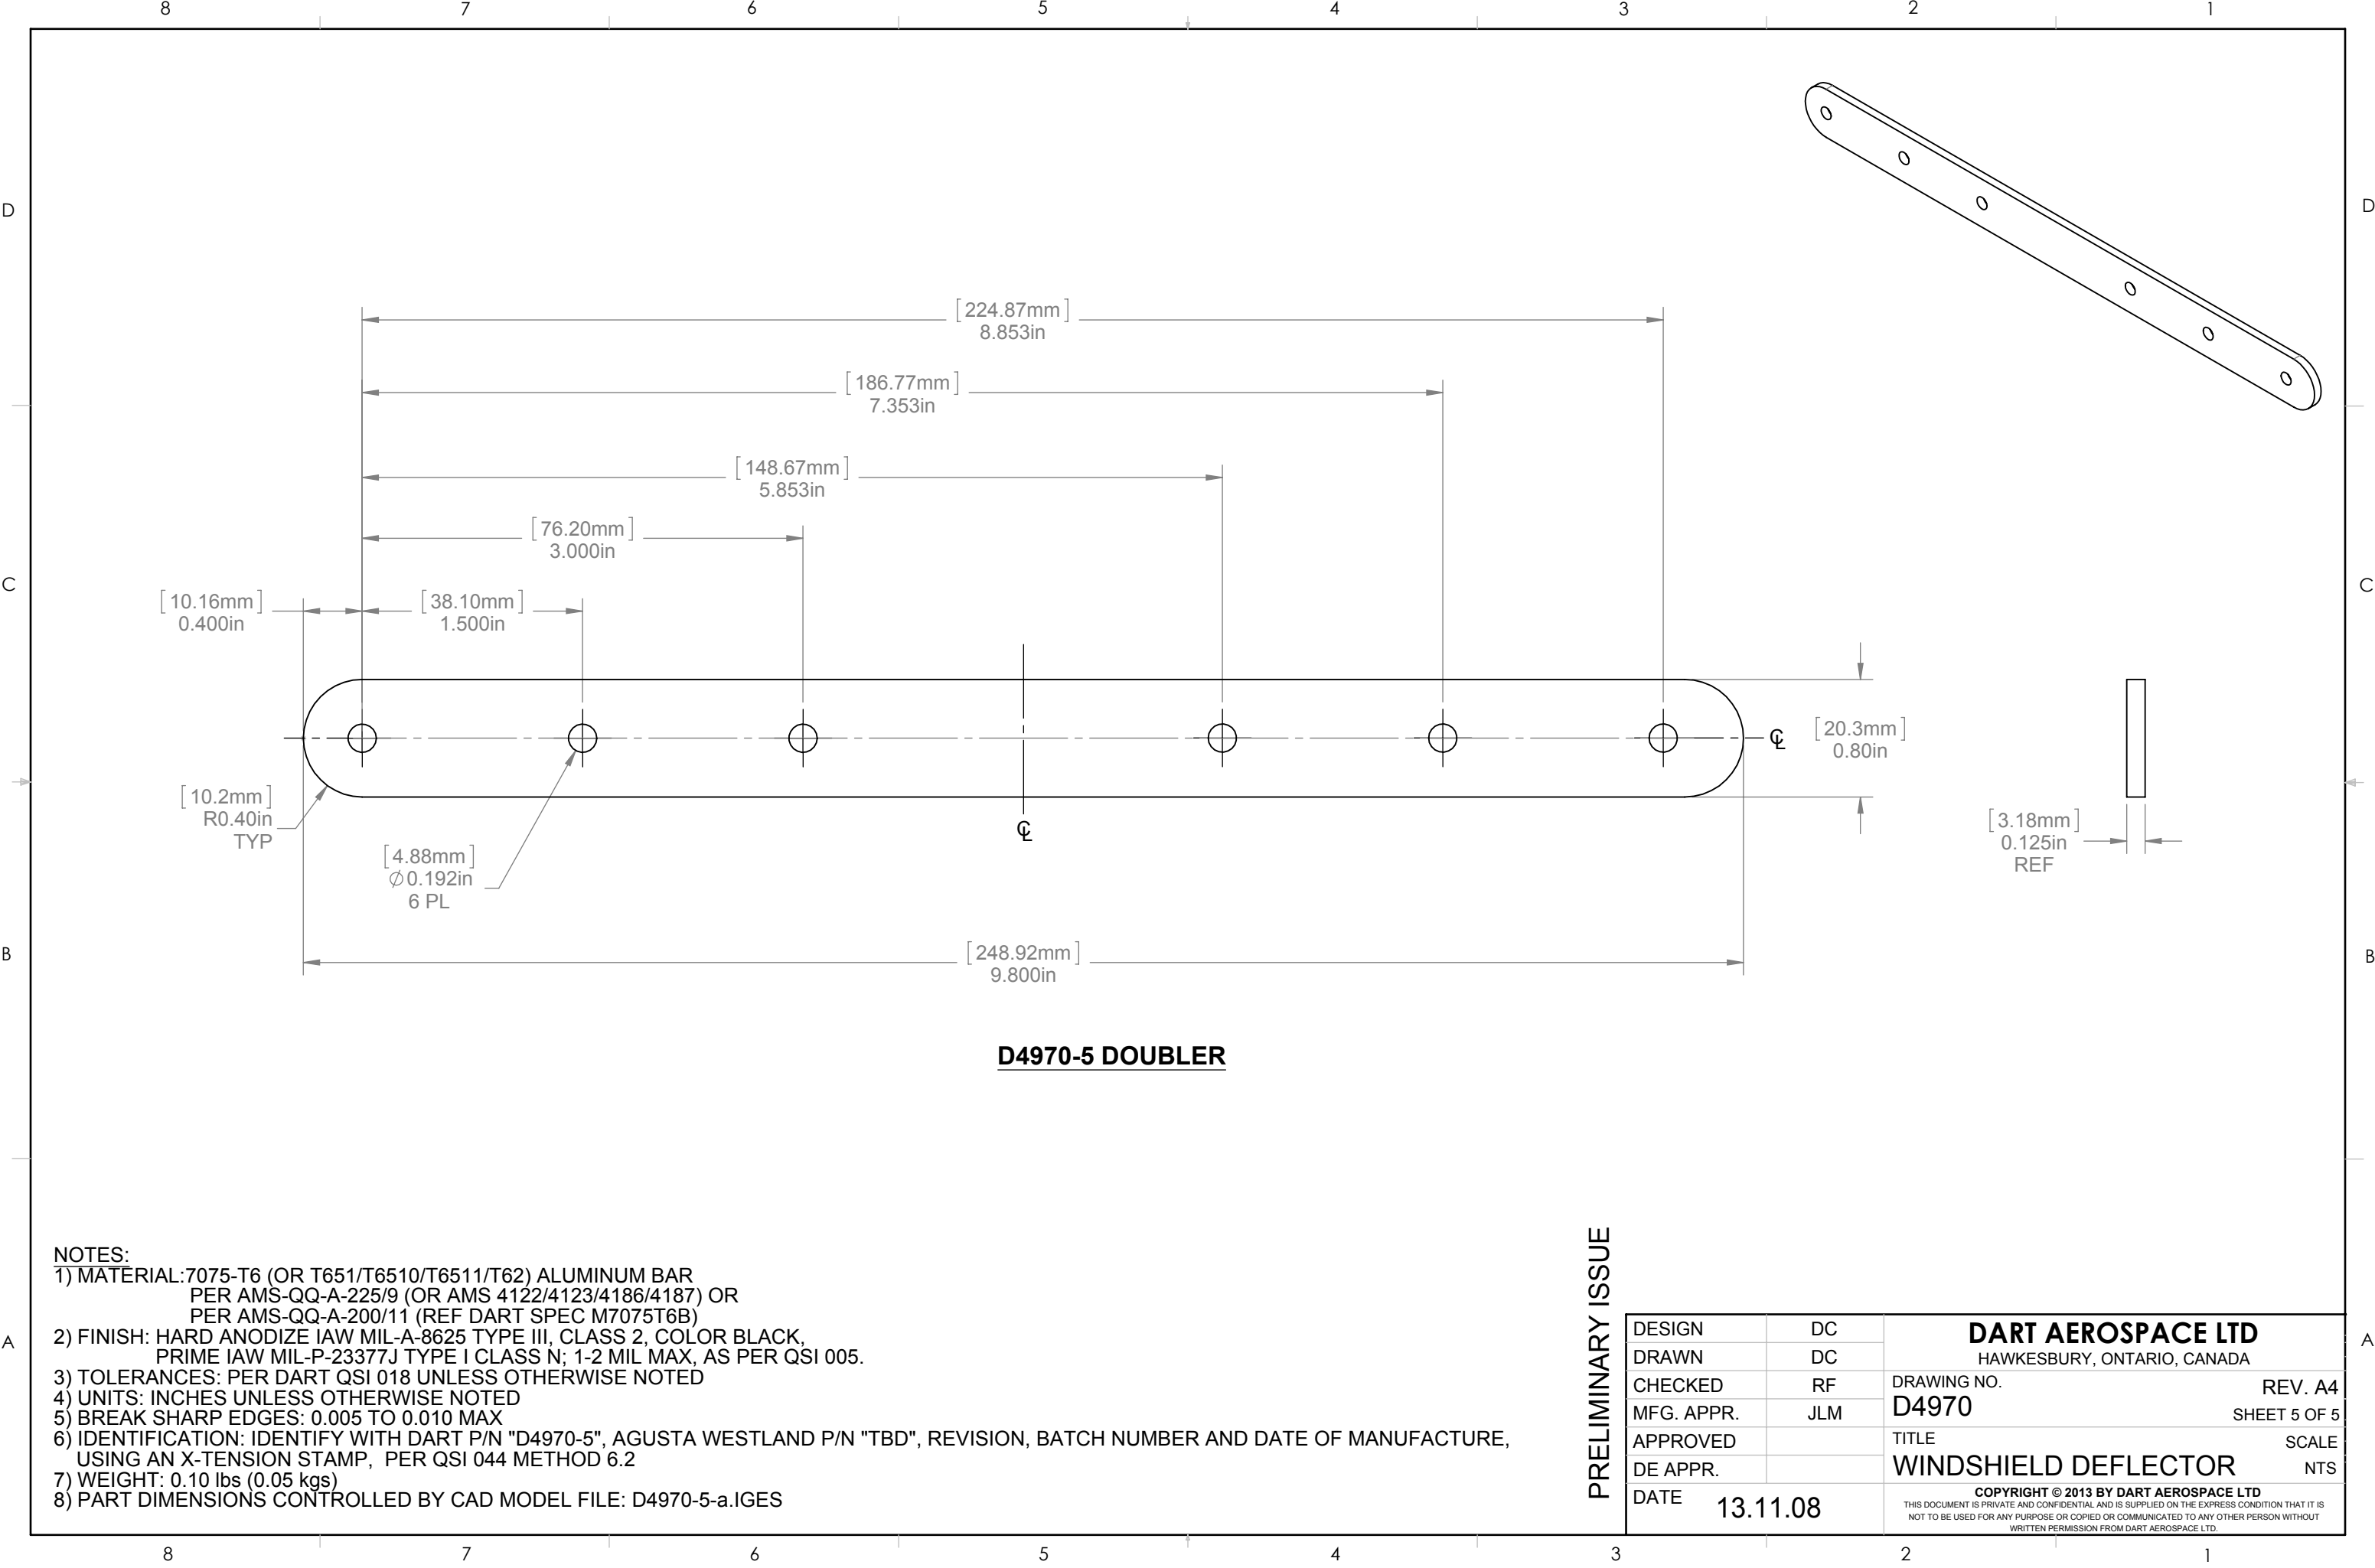 8 7 6 5 4 3 2 1
D D
[224.87mm]
8.853in
[186.77mm]
7.353in
[148.67mm]
5.853in
[76.20mm]
3.000in
C C
[10.16mm]
0.400in
[38.10mm]
1.500in
℄
[20.3mm]
0.80in
[10.2mm]
R0.40in
TYP
℄
[3.18mm]
0.125in
REF
[4.88mm]
∅0.192in
6 PL
B B
[248.92mm]
9.800in
D4970-5 DOUBLER
A A
NOTES:
1) MATERIAL:7075-T6 (OR T651/T6510/T6511/T62) ALUMINUM BAR
PER AMS-QQ-A-225/9 (OR AMS 4122/4123/4186/4187) OR
PER AMS-QQ-A-200/11 (REF DART SPEC M7075T6B)
2) FINISH: HARD ANODIZE IAW MIL-A-8625 TYPE III, CLASS 2, COLOR BLACK,
PRIME IAW MIL-P-23377J TYPE I CLASS N; 1-2 MIL MAX, AS PER QSI 005.
3) TOLERANCES: PER DART QSI 018 UNLESS OTHERWISE NOTED
4) UNITS: INCHES UNLESS OTHERWISE NOTED
5) BREAK SHARP EDGES: 0.005 TO 0.010 MAX
6) IDENTIFICATION: IDENTIFY WITH DART P/N "D4970-5", AGUSTA WESTLAND P/N "TBD", REVISION, BATCH NUMBER AND DATE OF MANUFACTURE,
USING AN X-TENSION STAMP, PER QSI 044 METHOD 6.2
7) WEIGHT: 0.10 lbs (0.05 kgs)
8) PART DIMENSIONS CONTROLLED BY CAD MODEL FILE: D4970-5-a.IGES
PRELIMINARY ISSUE
DESIGN DC
DRAWN DC
CHECKED RF
MFG. APPR. JLM
APPROVED
DE APPR.
DATE 13.11.08
DART AEROSPACE LTD
HAWKESBURY, ONTARIO, CANADA
DRAWING NO. REV. A4
D4970 SHEET 5 OF 5
TITLE SCALE
WINDSHIELD DEFLECTOR NTS
COPYRIGHT © 2013 BY DART AEROSPACE LTD
THIS DOCUMENT IS PRIVATE AND CONFIDENTIAL AND IS SUPPLIED ON THE EXPRESS CONDITION THAT IT IS
NOT TO BE USED FOR ANY PURPOSE OR COPIED OR COMMUNICATED TO ANY OTHER PERSON WITHOUT
WRITTEN PERMISSION FROM DART AEROSPACE LTD.
8 7 6 5 4 3 2 1